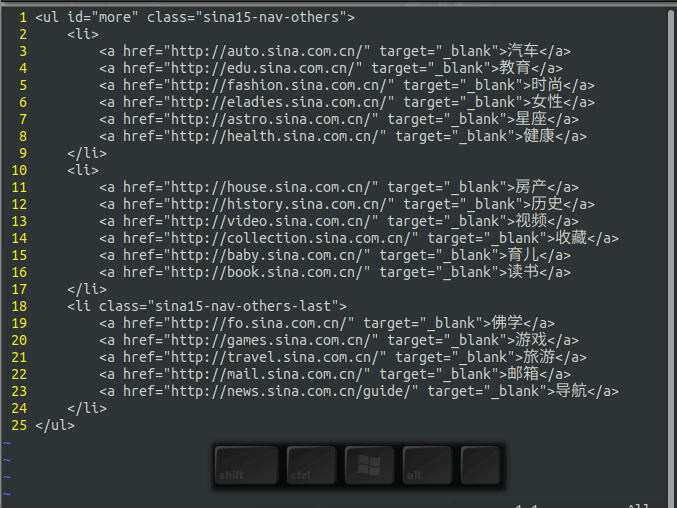 1 <ul id="more" class="sina15-nav-others">
2     <li>
3         <a href="http://auto.sina.com.cn/" target="_blank">汽车</a>
4         <a href="http://edu.sina.com.cn/" target="_blank">教育</a>
5         <a href="http://fashion.sina.com.cn/" target="_blank">时尚</a>
6         <a href="http://eladies.sina.com.cn/" target="_blank">女性</a>
7         <a href="http://astro.sina.com.cn/" target="_blank">星座</a>
8         <a href="http://health.sina.com.cn/" target="_blank">健康</a>
9     </li>
10     <li>
11         <a href="http://house.sina.com.cn/" target="_blank">房产</a>
12         <a href="http://history.sina.com.cn/" target="_blank">历史</a>
13         <a href="http://video.sina.com.cn/" target="_blank">视频</a>
14         <a href="http://collection.sina.com.cn/" target="_blank">收藏</a>
15         <a href="http://baby.sina.com.cn/" target="_blank">育儿</a>
16         <a href="http://book.sina.com.cn/" target="_blank">读书</a>
17     </li>
18     <li class="sina15-nav-others-last">
19         <a href="http://fo.sina.com.cn/" target="_blank">佛学</a>
20         <a href="http://games.sina.com.cn/" target="_blank">游戏</a>
21         <a href="http://travel.sina.com.cn/" target="_blank">旅游</a>
22         <a href="http://mail.sina.com.cn/" target="_blank">邮箱</a>
23         <a href="http://news.sina.com.cn/guide/" target="_blank">导航</a>
24     </li>
25 </ul>
~
~
~
~
shift ctrl alt